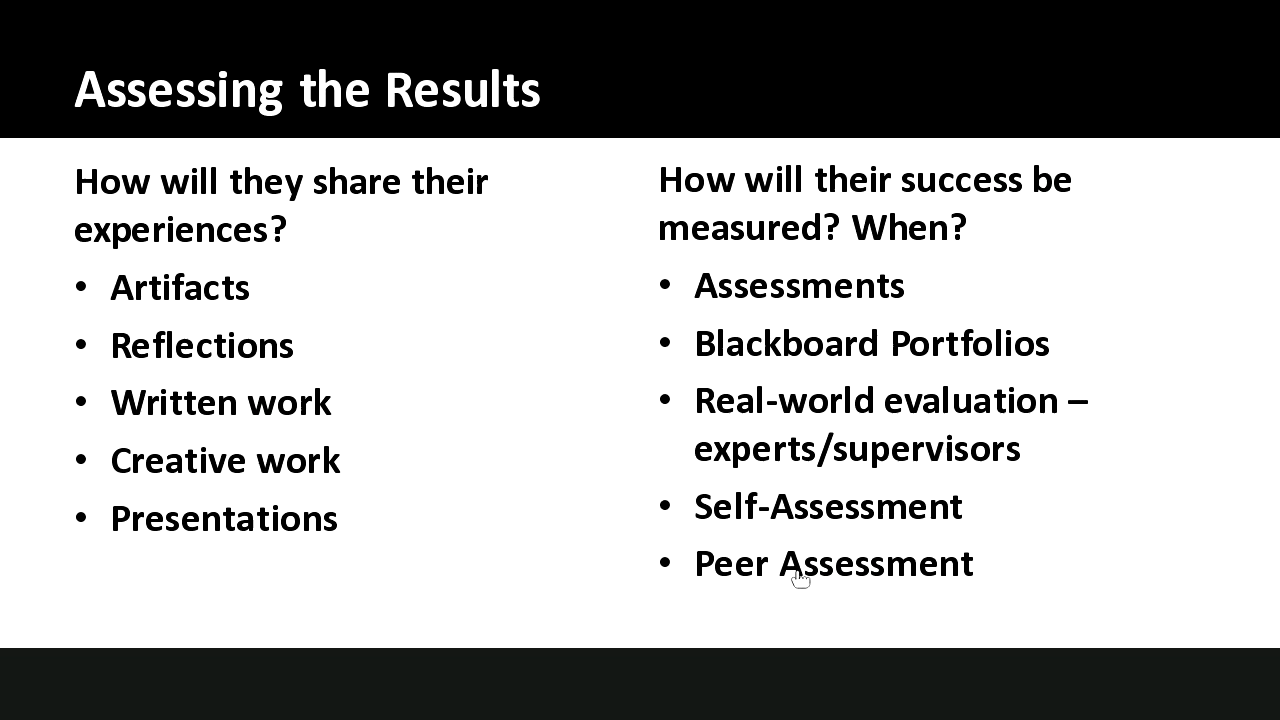 Assessing the Results
How will they share their
experiences?
• Artifacts
• Reflections
• Written work
• Creative work
• Presentations
How will their success be
measured? When?
• Assessments
• Blackboard Portfolios
• Real-world evaluation –
experts/supervisors
• Self-Assessment
• Peer Assessment